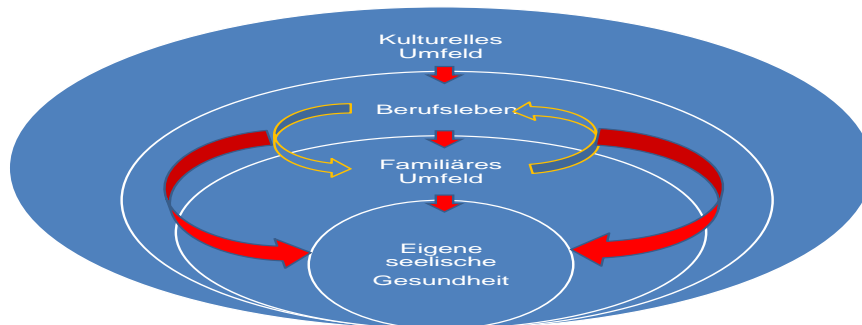 Kulturelles
Umfeld
Berufsleben
Familiäres
Umfeld
Eigene
seelische
Gesundheit